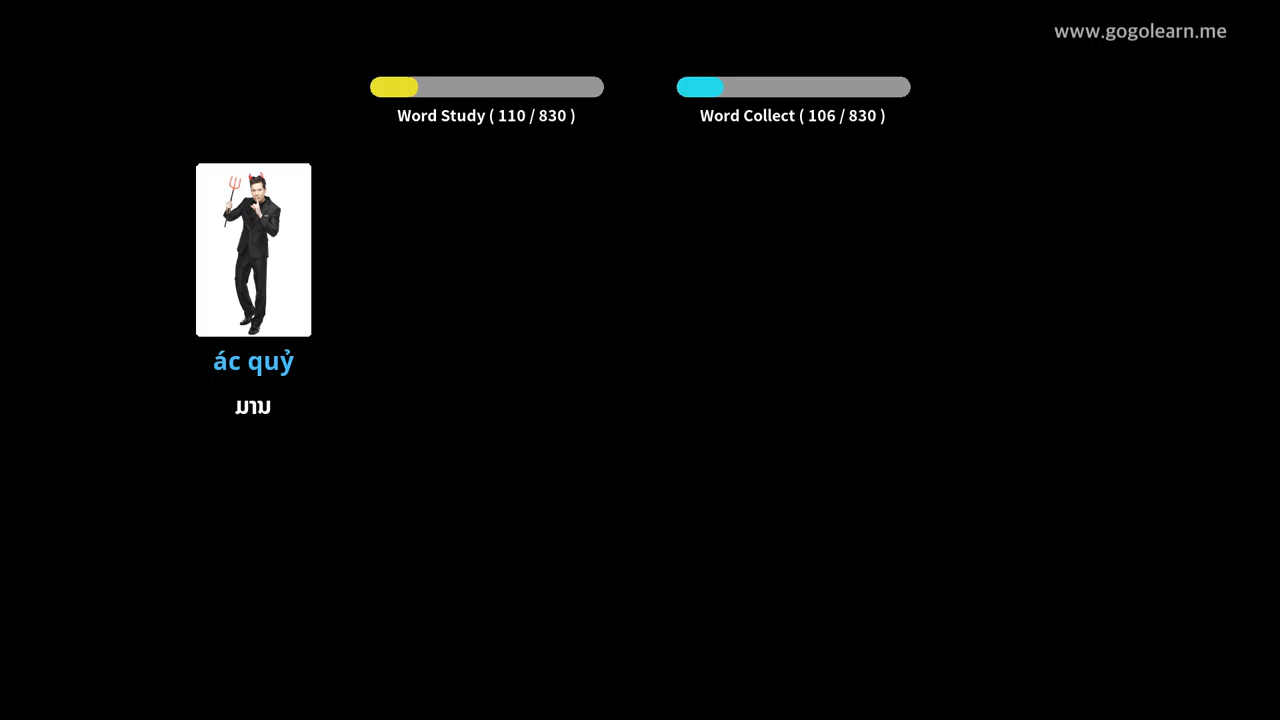 www.gogolearn.me
Word Study ( 110 / 830 )
Word Collect ( 106 / 830 )
ác quỷ
ມານ